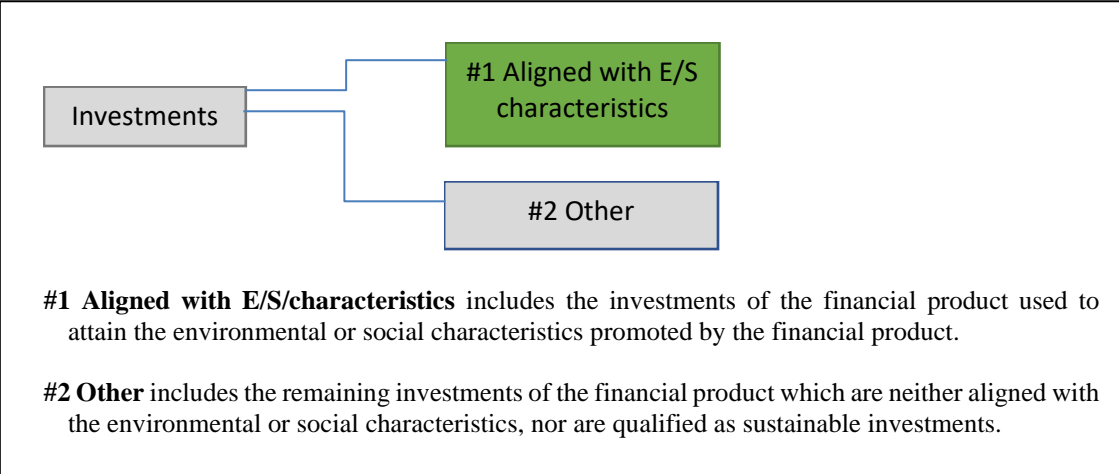 #1 Aligned with E/S
characteristics
Investments
#2 Other
#1 Aligned with E/S/characteristics includes the investments of the financial product used to
attain the environmental or social characteristics promoted by the financial product.
#2 Other includes the remaining investments of the financial product which are neither aligned with
the environmental or social characteristics, nor are qualified as sustainable investments.